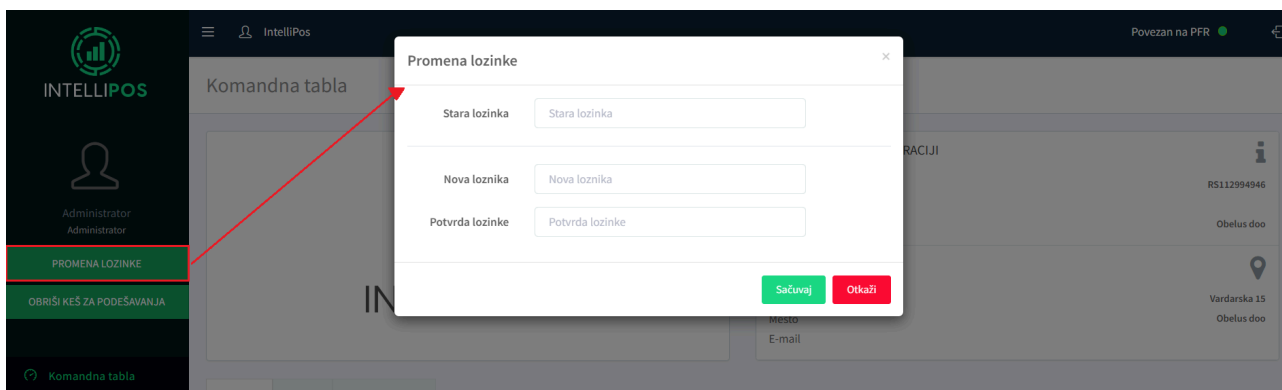 INTELLIPOS
Administrator
Administrator
PROMENA LOZINKE
OBRIŠI KEŠ ZA PODEŠAVANJA
Komandna tabla
IntelliPos
Povezan na PFR
Komandna tabla
Promena lozinke
×
Stara lozinka
Stara lozinka
Nova loznika
Nova loznika
Potvrda lozinke
Potvrda lozinke
Sačuvaj
Otkaži
IN
RACIJI
RS112994946
Obelus doo
Vardarska 15
Mesto
Obelus doo
E-mail